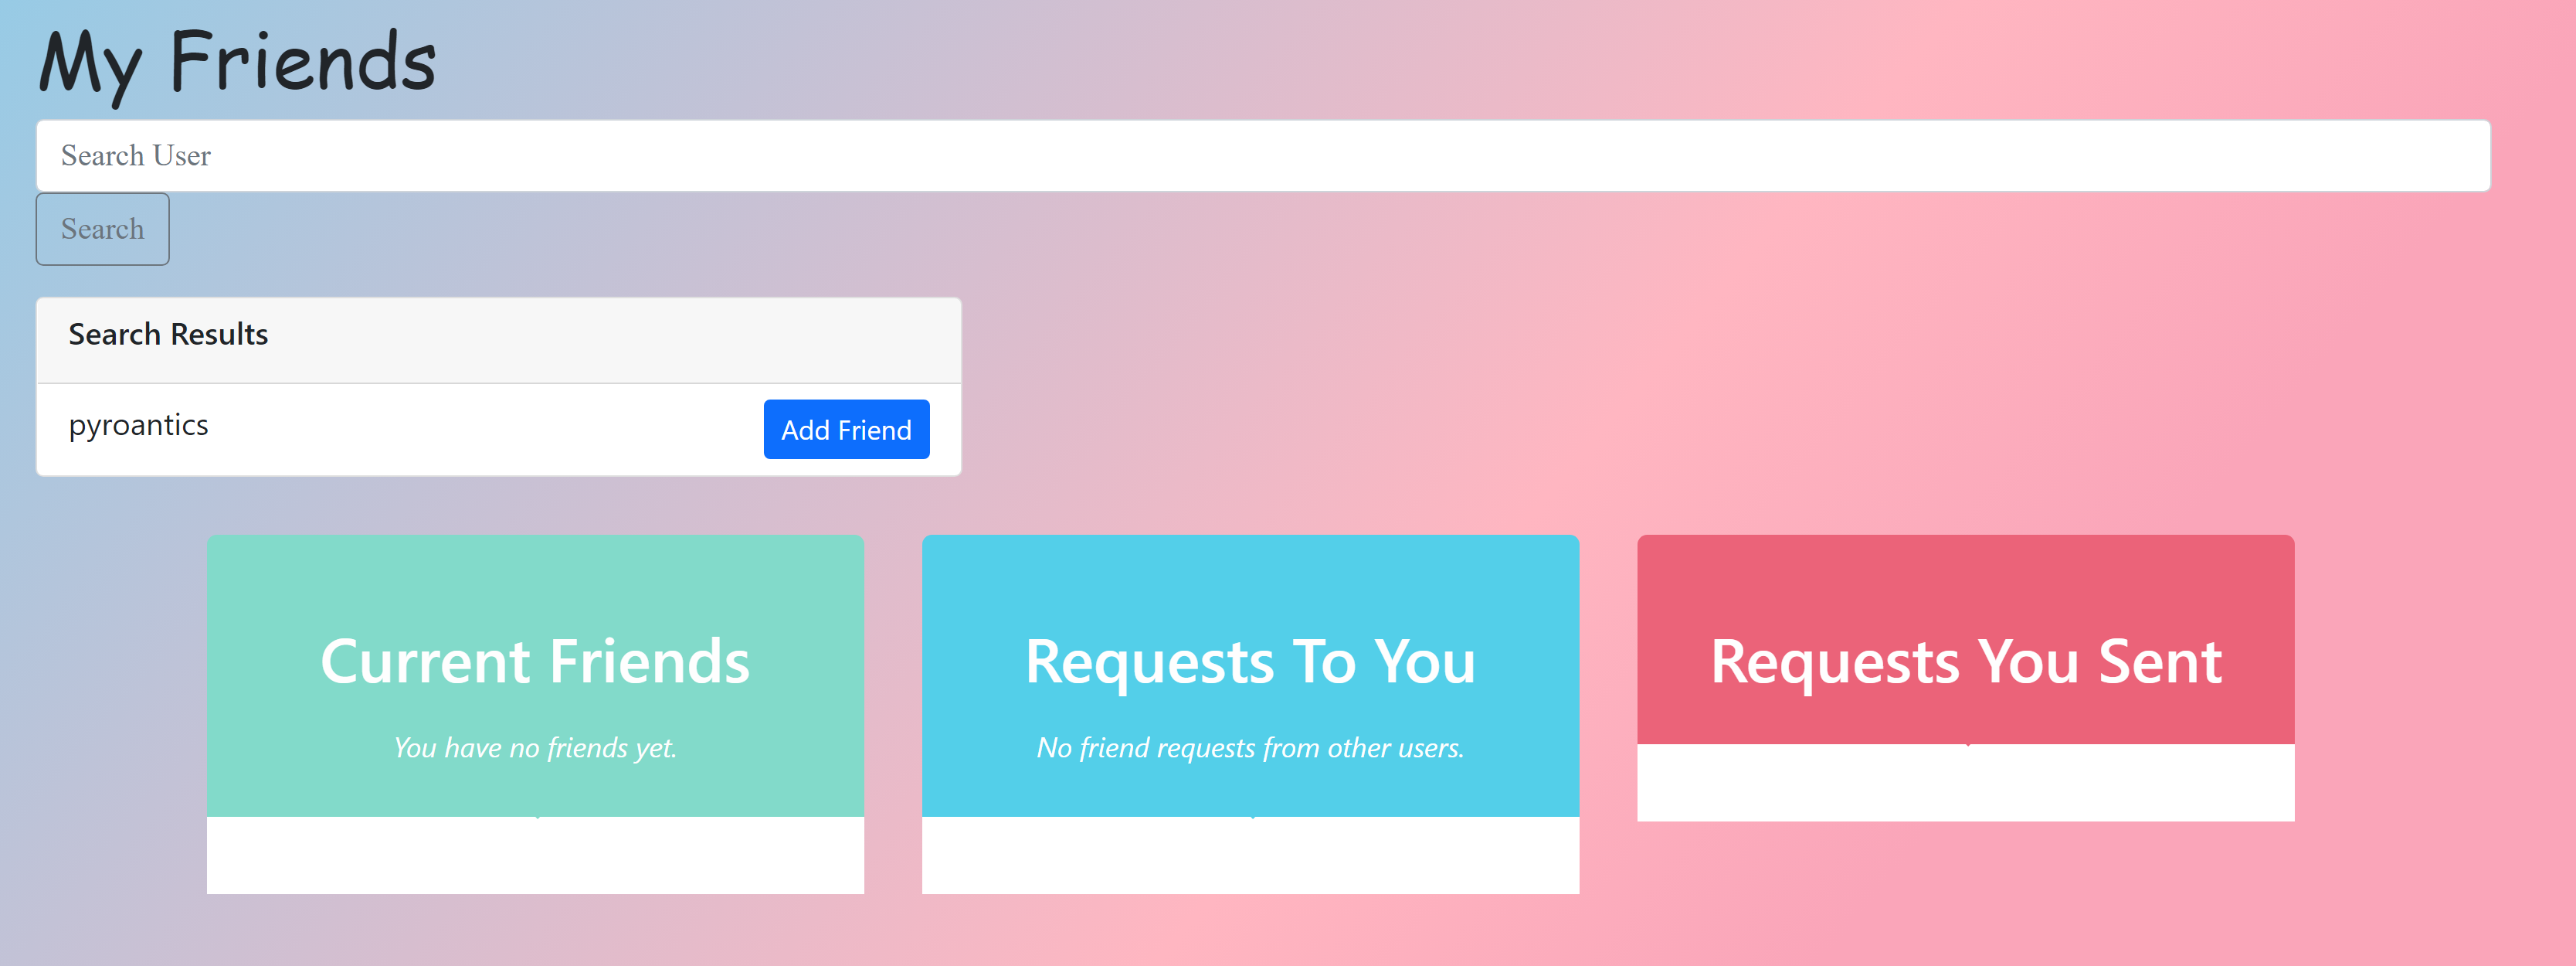 My Friends
Search User
Search
Search Results
pyroantics
Add Friend
Current Friends
You have no friends yet.
Requests To You
No friend requests from other users.
Requests You Sent